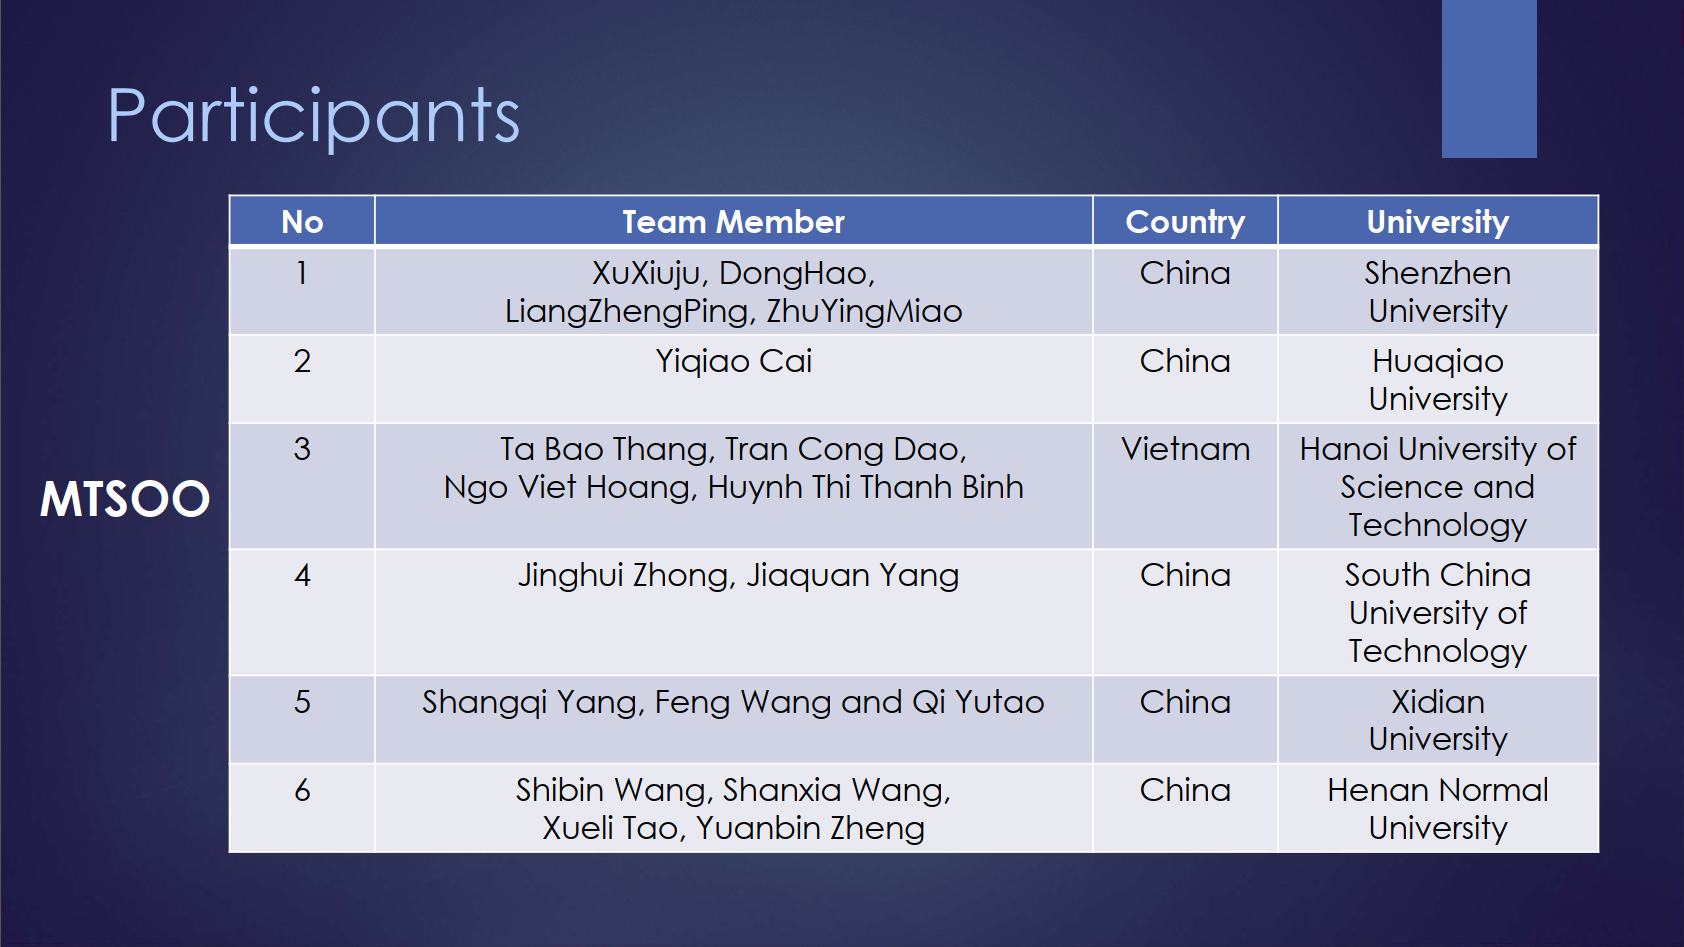 Participants
MTSOO
No Team Member Country University
1 XuXiuju, DongHao, China Shenzhen
LiangZhengPing, ZhuYingMiao University
2 Yiqiao Cai China Huaqiao
University
3 Ta Bao Thang, Tran Cong Dao, Vietnam Hanoi University of
Ngo Viet Hoang, Huynh Thi Thanh Binh Science and
Technology
4 Jinghui Zhong, Jiaquan Yang China South China
University of
Technology
5 Shangqi Yang, Feng Wang and Qi Yutao China Xidian
University
6 Shibin Wang, Shanxia Wang, China Henan Normal
Xueli Tao, Yuanbin Zheng University